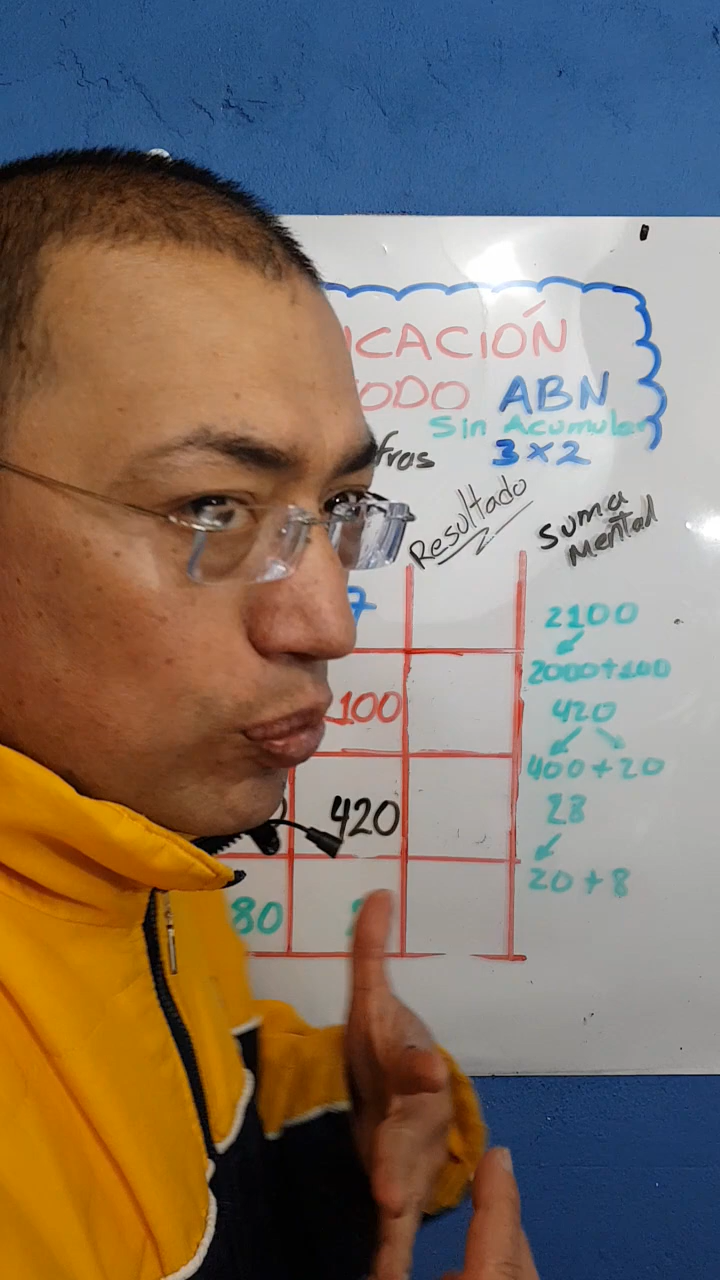 ICACIÓN
ODO ABN
Sin Acumular
fras 3x2
Resultado
Suma Mental
7
2100
2000+100
100
420
400+20
420
28
20+8
80